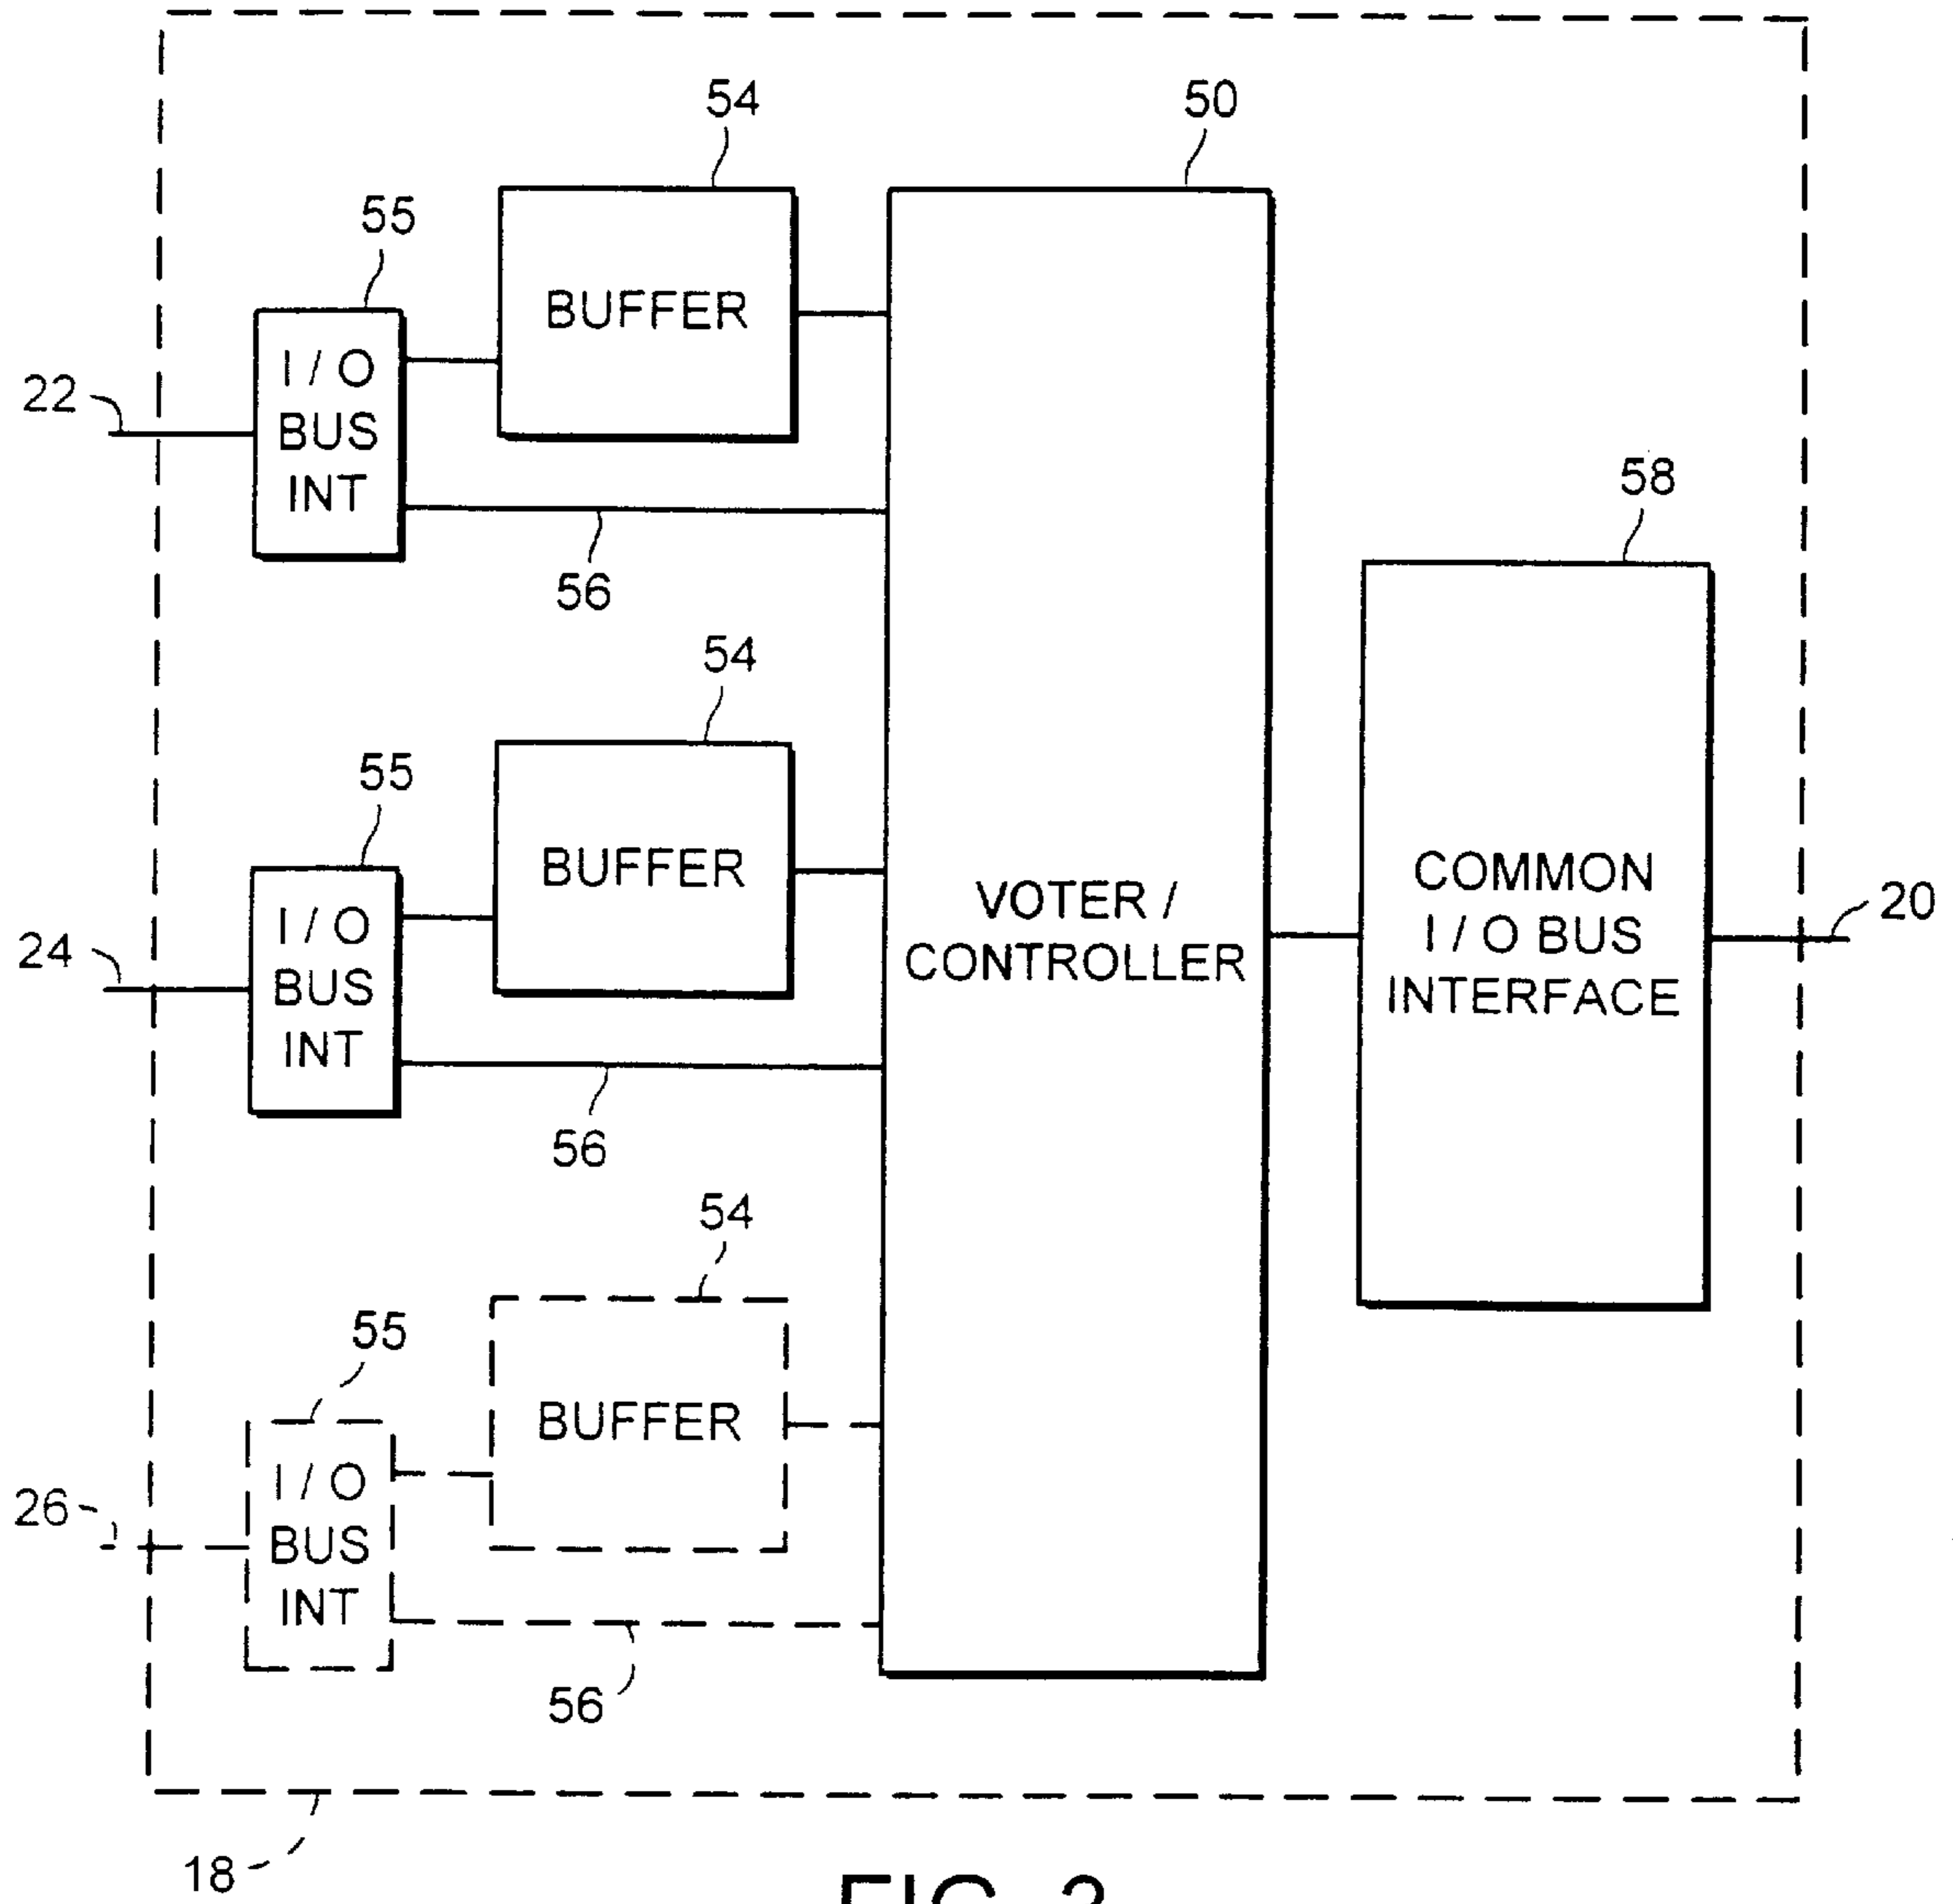 54
50
55
BUFFER
I / O
BUS
INT
22
58
56
54
55
BUFFER
VOTER /
CONTROLLER
COMMON
I / O BUS
INTERFACE
20
I / O
BUS
INT
24
56
54
55
BUFFER
I / O
BUS
INT
26
56
18